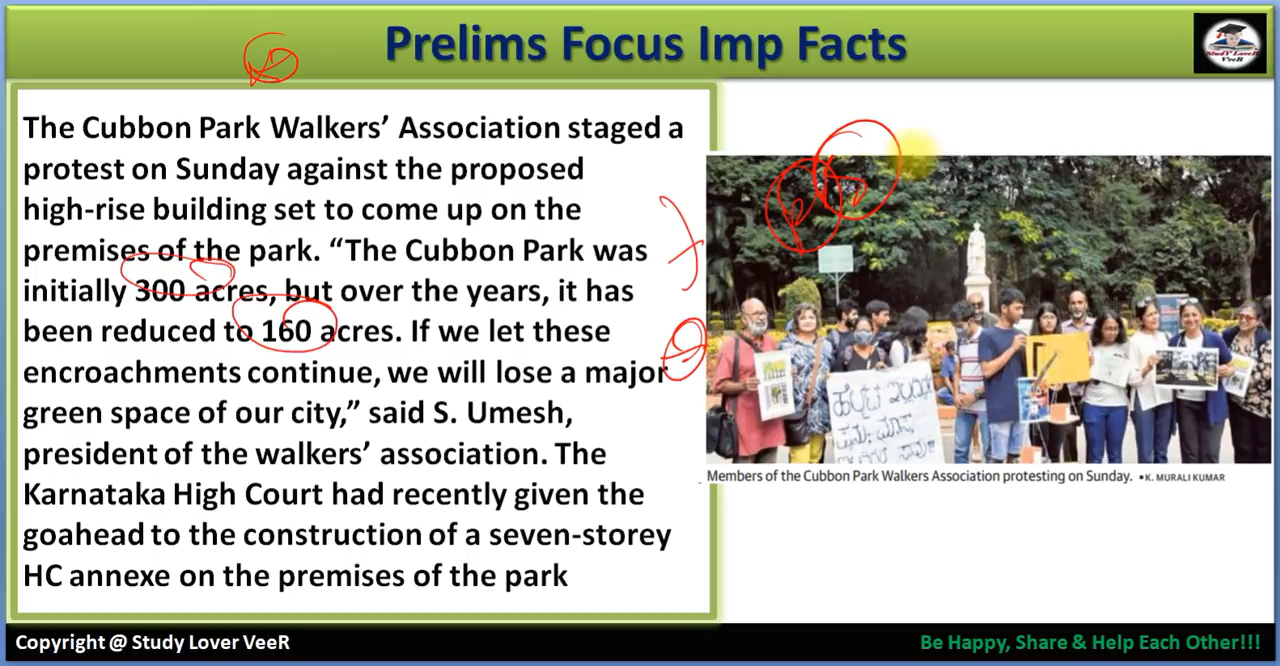 Prelims Focus Imp Facts
StudY LoveR
VeeR
The Cubbon Park Walkers’ Association staged a
protest on Sunday against the proposed
high-rise building set to come up on the
premises of the park. “The Cubbon Park was
initially 300 acres, but over the years, it has
been reduced to 160 acres. If we let these
encroachments continue, we will lose a major
green space of our city,” said S. Umesh,
president of the walkers’ association. The
Karnataka High Court had recently given the
goahead to the construction of a seven-storey
HC annexe on the premises of the park
Members of the Cubbon Park Walkers Association protesting on Sunday. •K. MURALI KUMAR
Copyright @ Study Lover VeeR
Be Happy, Share & Help Each Other!!!